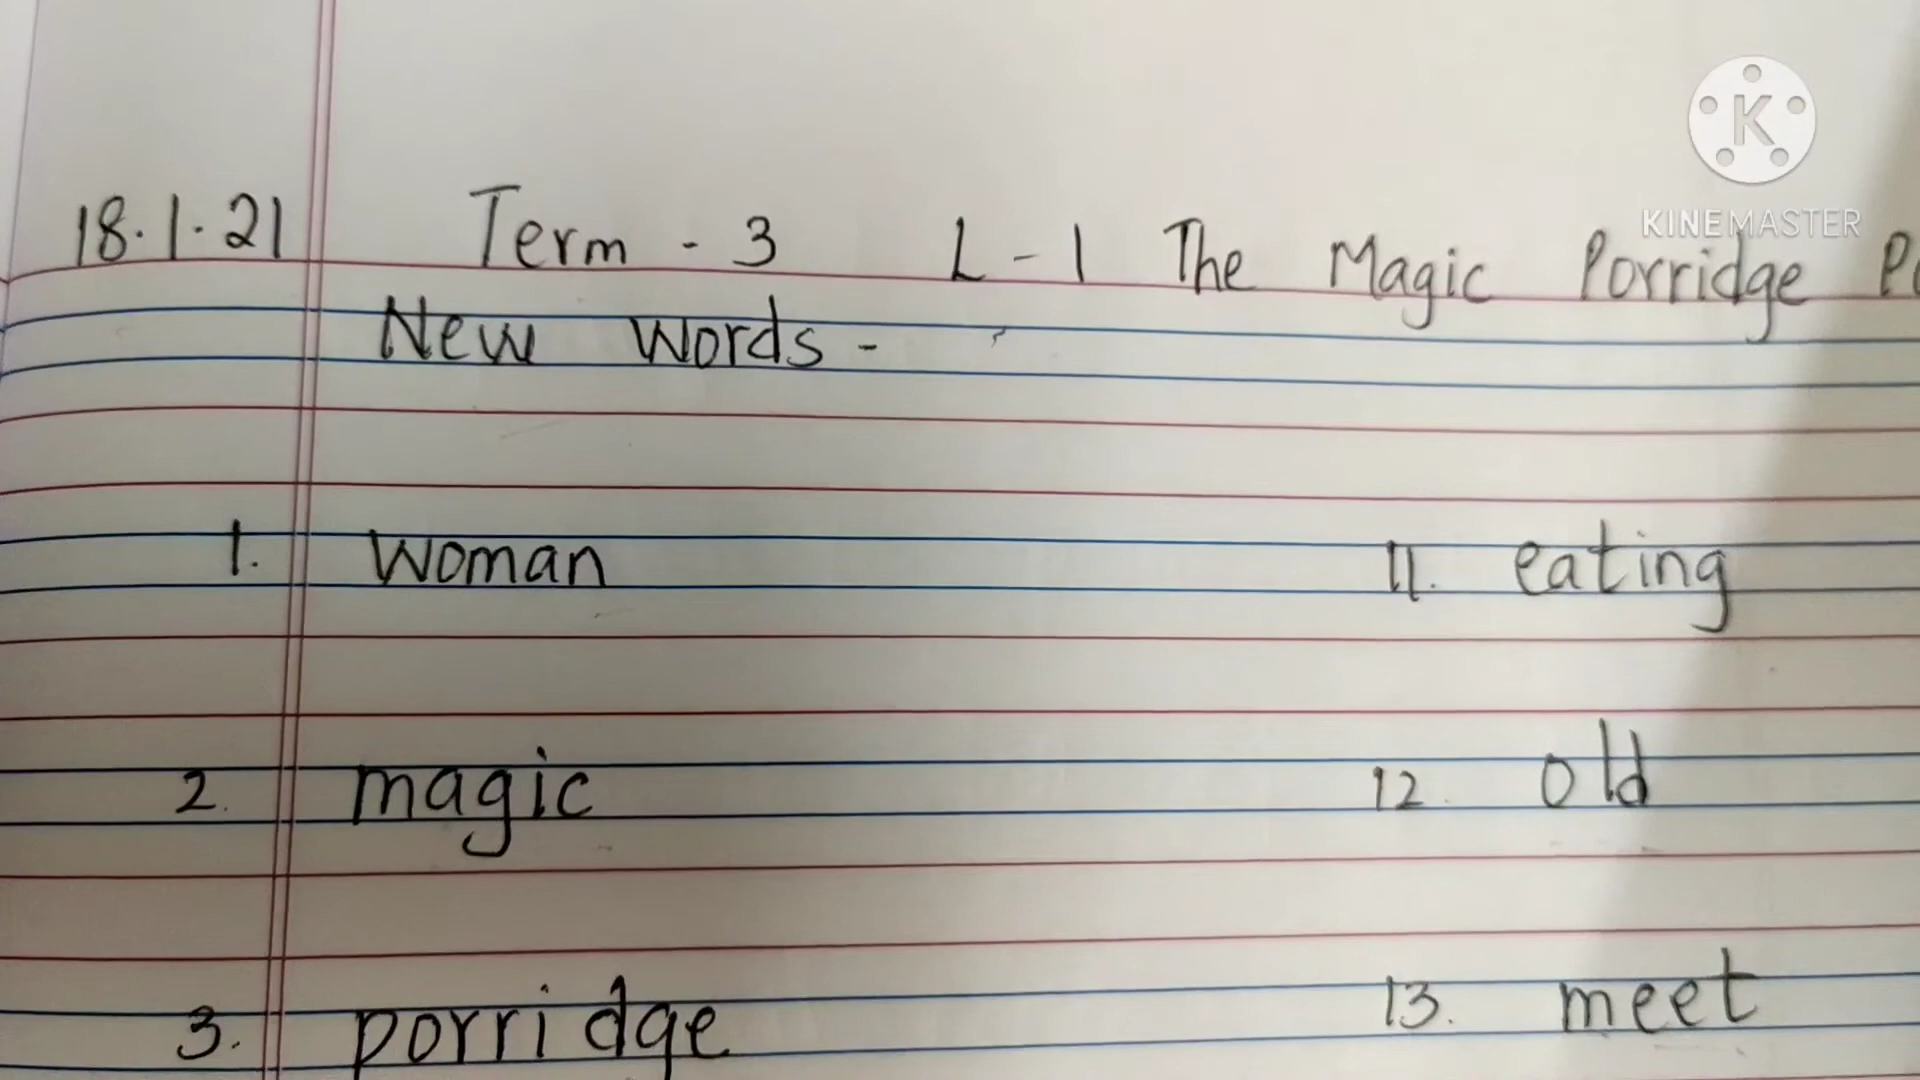 K
KINEMASTER
18.1.21 Term - 3 L - 1 The Magic Porridge
New words -
1. woman 11. eating
2. magic 12. old
3. porridge 13. meet